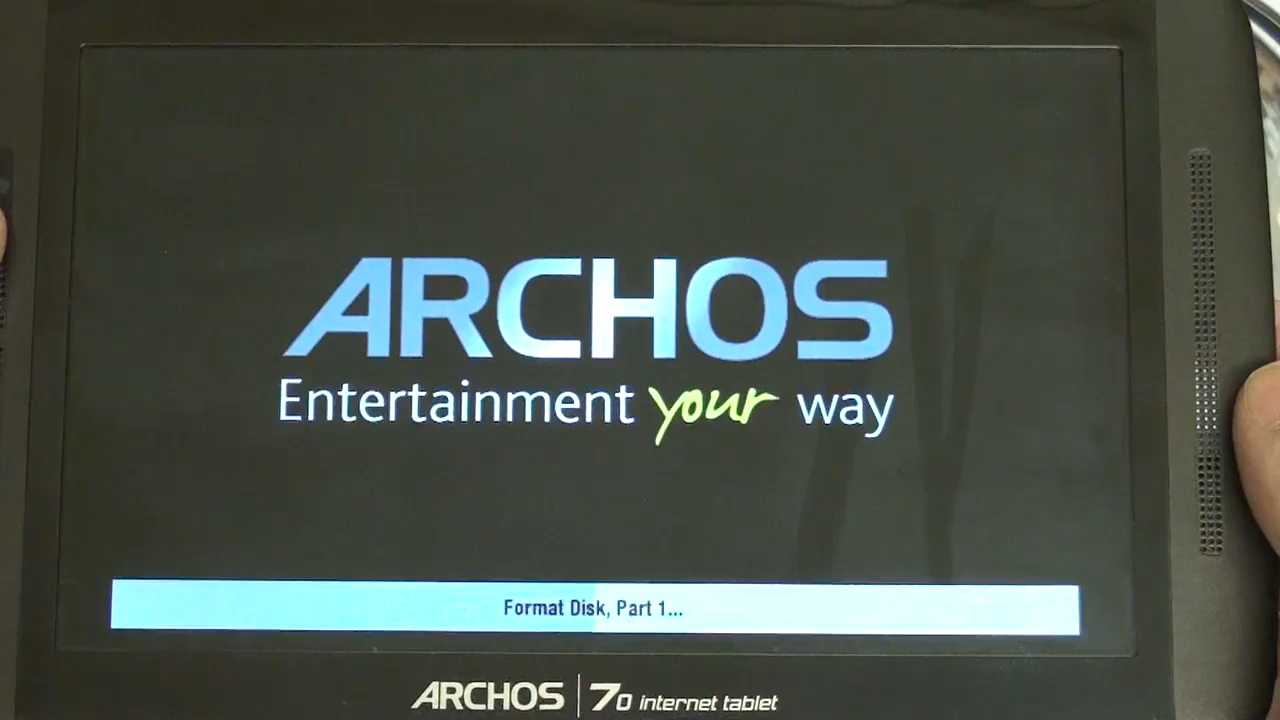 ARCHOS
Entertainment your way
Format Disk, Part 1...
ARCHOS 70 internet tablet